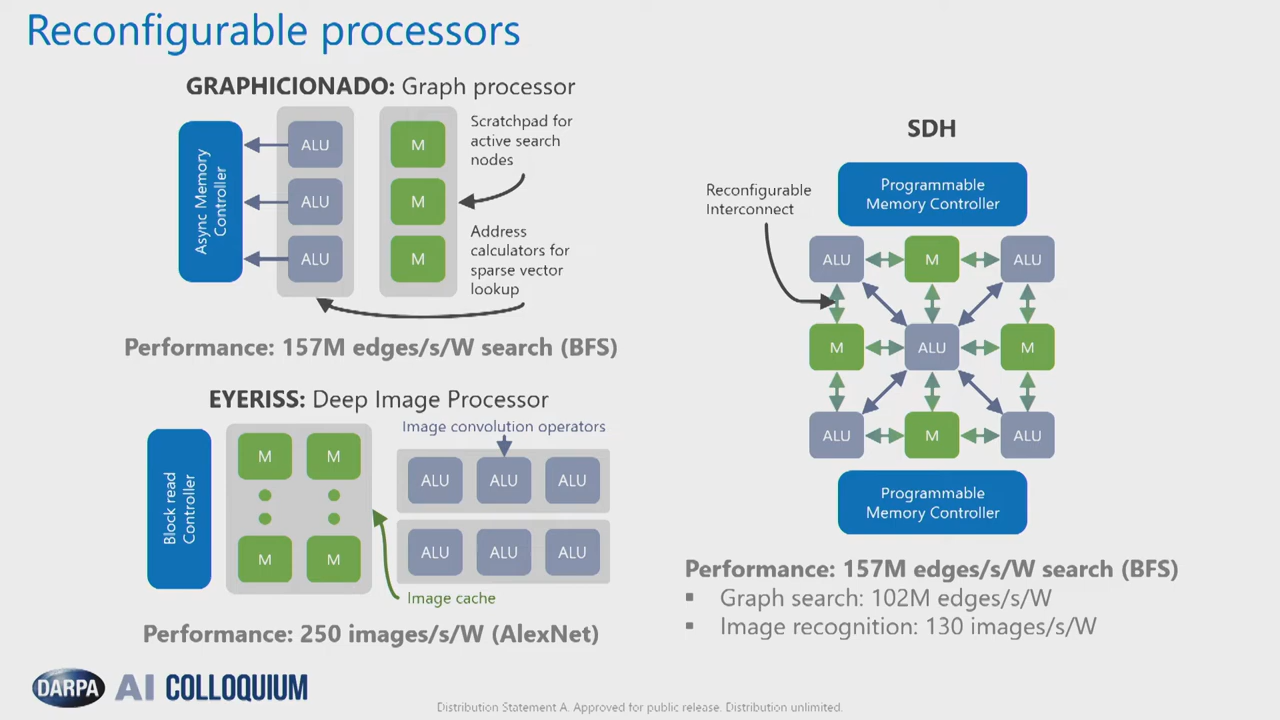 Reconfigurable processors
GRAPHICIONADO: Graph processor
Async Memory
Controller
ALU
ALU
ALU
M
M
M
Scratchpad for
active search
nodes
Address
calculators for
sparse vector
lookup
Performance: 157M edges/s/W search (BFS)
EYERISS: Deep Image Processor
Block read
Controller
M
M
M
M
Image convolution operators
ALU
ALU
ALU
ALU
ALU
ALU
Image cache
Performance: 250 images/s/W (AlexNet)
SDH
Reconfigurable
Interconnect
Programmable
Memory Controller
ALU
M
ALU
M
ALU
M
ALU
M
ALU
Programmable
Memory Controller
Performance: 157M edges/s/W search (BFS)
▪ Graph search: 102M edges/s/W
▪ Image recognition: 130 images/s/W
DARPA AI COLLOQUIUM
Distribution Statement A. Approved for public release. Distribution unlimited.